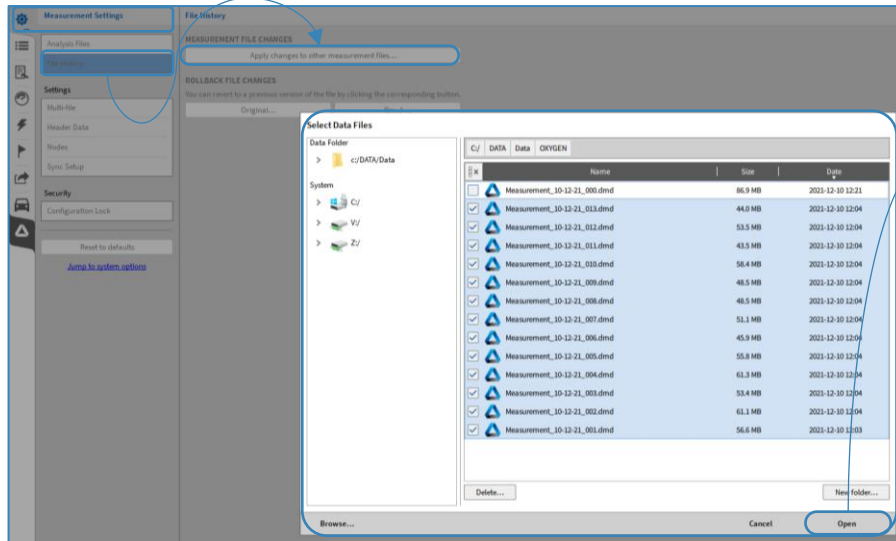 Measurement Settings
File History
Analysis Files
File History
Settings
Multi-file
Header Data
Nodes
Sync Setup
Security
Configuration Lock
Reset to defaults
Jump to system options
MEASUREMENT FILE CHANGES
Apply changes to other measurement files...
ROLLBACK FILE CHANGES
You can revert to a previous version of the file by clicking the corresponding button.
Original...
Select Data Files
Data Folder
c:/DATA/Data
System
C:/
V:/
Z:/
C:/ DATA Data OXYGEN
Name Size Date
Measurement_10-12-21_000.dmd 86.9 MB 2021-12-10 12:21
Measurement_10-12-21_013.dmd 44.0 MB 2021-12-10 12:04
Measurement_10-12-21_012.dmd 53.5 MB 2021-12-10 12:04
Measurement_10-12-21_011.dmd 43.5 MB 2021-12-10 12:04
Measurement_10-12-21_010.dmd 58.4 MB 2021-12-10 12:04
Measurement_10-12-21_009.dmd 48.5 MB 2021-12-10 12:04
Measurement_10-12-21_008.dmd 48.5 MB 2021-12-10 12:04
Measurement_10-12-21_007.dmd 51.1 MB 2021-12-10 12:04
Measurement_10-12-21_006.dmd 45.9 MB 2021-12-10 12:04
Measurement_10-12-21_005.dmd 55.8 MB 2021-12-10 12:04
Measurement_10-12-21_004.dmd 61.3 MB 2021-12-10 12:04
Measurement_10-12-21_003.dmd 53.4 MB 2021-12-10 12:04
Measurement_10-12-21_002.dmd 61.1 MB 2021-12-10 12:04
Measurement_10-12-21_001.dmd 56.6 MB 2021-12-10 12:03
Delete... New folder...
Browse... Cancel Open